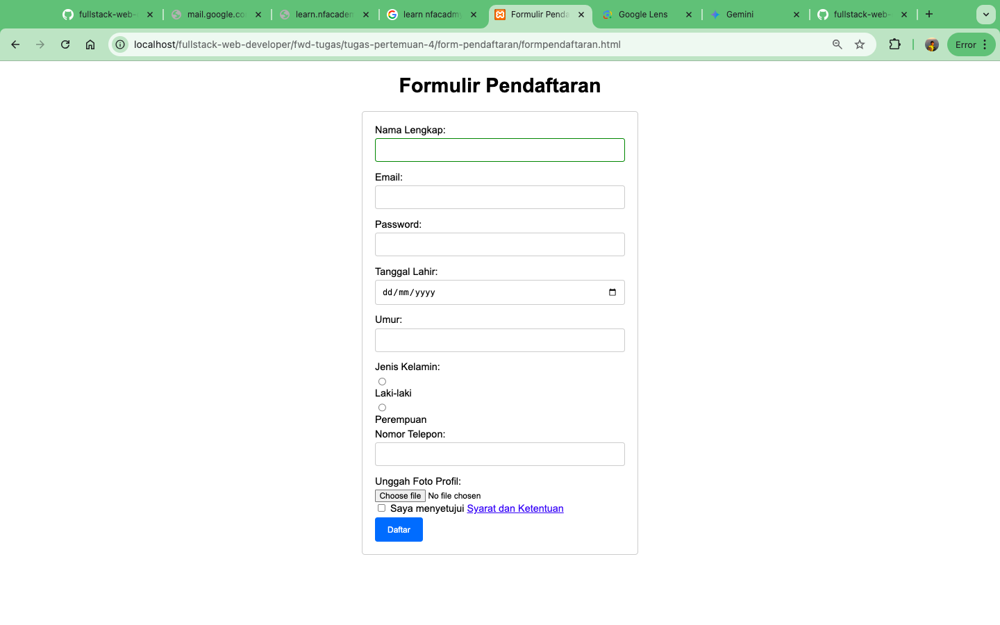 fullstack-web-
mail.google.co
learn.nfacadem
learn nfacadmy
Formulir Penda
Google Lens
Gemini
fullstack-web-
localhost/fullstack-web-developer/fwd-tugas/tugas-pertemuan-4/form-pendaftaran/formpendaftaran.html
Error
Formulir Pendaftaran
Nama Lengkap:
Email:
Password:
Tanggal Lahir:
dd/mm/yyyy
Umur:
Jenis Kelamin:
Laki-laki
Perempuan
Nomor Telepon:
Unggah Foto Profil:
Choose file No file chosen
Saya menyetujui Syarat dan Ketentuan
Daftar